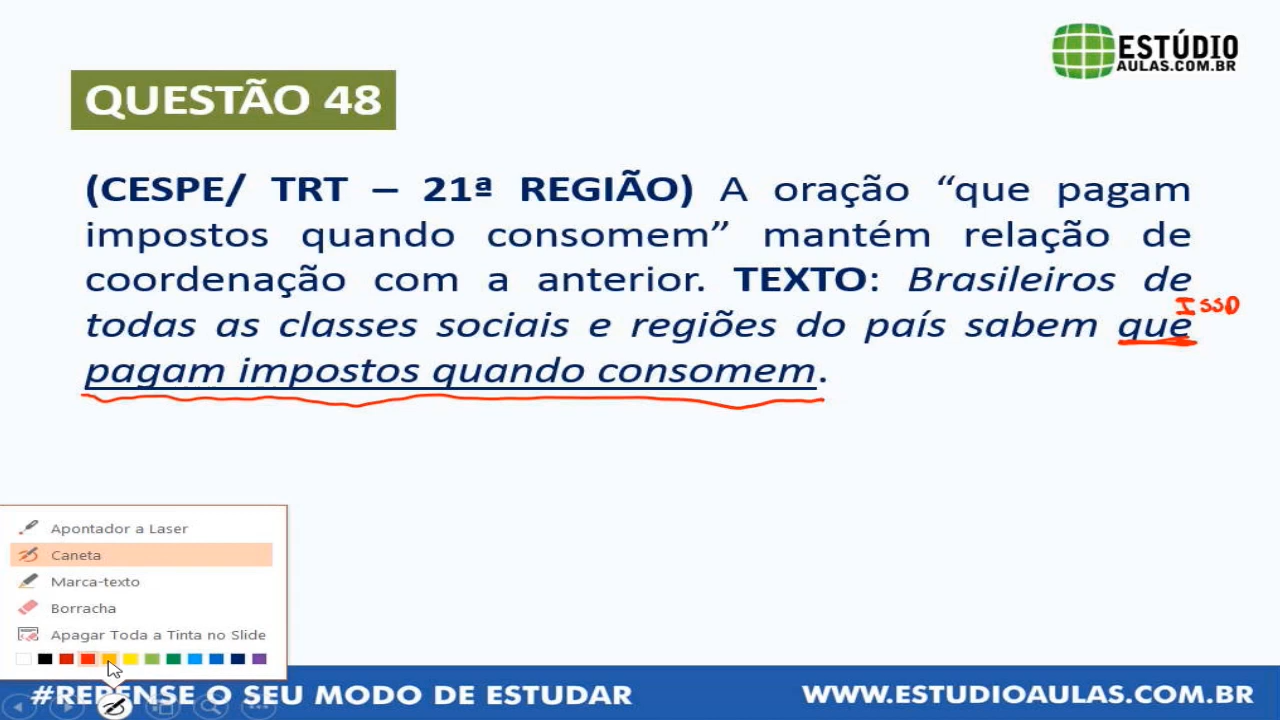 ESTÚDIO
AULAS.COM.BR
QUESTÃO 48
(CESPE/ TRT – 21ª REGIÃO) A oração “que pagam
impostos quando consomem” mantém relação de
coordenação com a anterior. TEXTO: Brasileiros de
ISSO
todas as classes sociais e regiões do país sabem que
pagam impostos quando consomem.
Apontador a Laser
Caneta
Marca-texto
Borracha
Apagar Toda a Tinta no Slide
#REPENSE O SEU MODO DE ESTUDAR
WWW.ESTUDIOAULAS.COM.BR